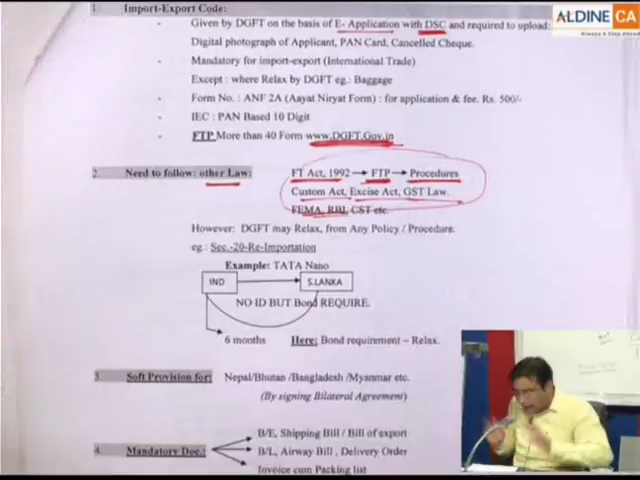 1. Import-Export Code:
ALDINE CA
Always A Step Ahead
- Given by DGFT on the basis of E- Application with DSC and required to upload:
Digital photograph of Applicant, PAN Card, Cancelled Cheque.
- Mandatory for import-export (International Trade)
Except : where Relax by DGFT eg.: Baggage
- Form No. : ANF 2A (Aayat Niryat Form) : for application & fee. Rs. 500/-
- IEC : PAN Based 10 Digit
- FTP More than 40 Form www.DGFT.Gov.in
2. Need to follow: other Law: FT Act, 1992 → FTP → Procedures
Custom Act, Excise Act, GST Law.
FEMA, RBI, CST etc.
However: DGFT may Relax, from Any Policy / Procedure.
eg.: Sec.-20-Re-Importation
Example: TATA Nano
IND S.LANKA
NO ID BUT Bond REQUIRE.
6 months Here: Bond requirement – Relax.
3. Soft Provision for: Nepal/Bhutan /Bangladesh /Myanmar etc.
(By signing Bilateral Agreement)
B/E, Shipping Bill / Bill of export
4. Mandatory Doc.: B/L, Airway Bill , Delivery Order
Invoice cum Packing list